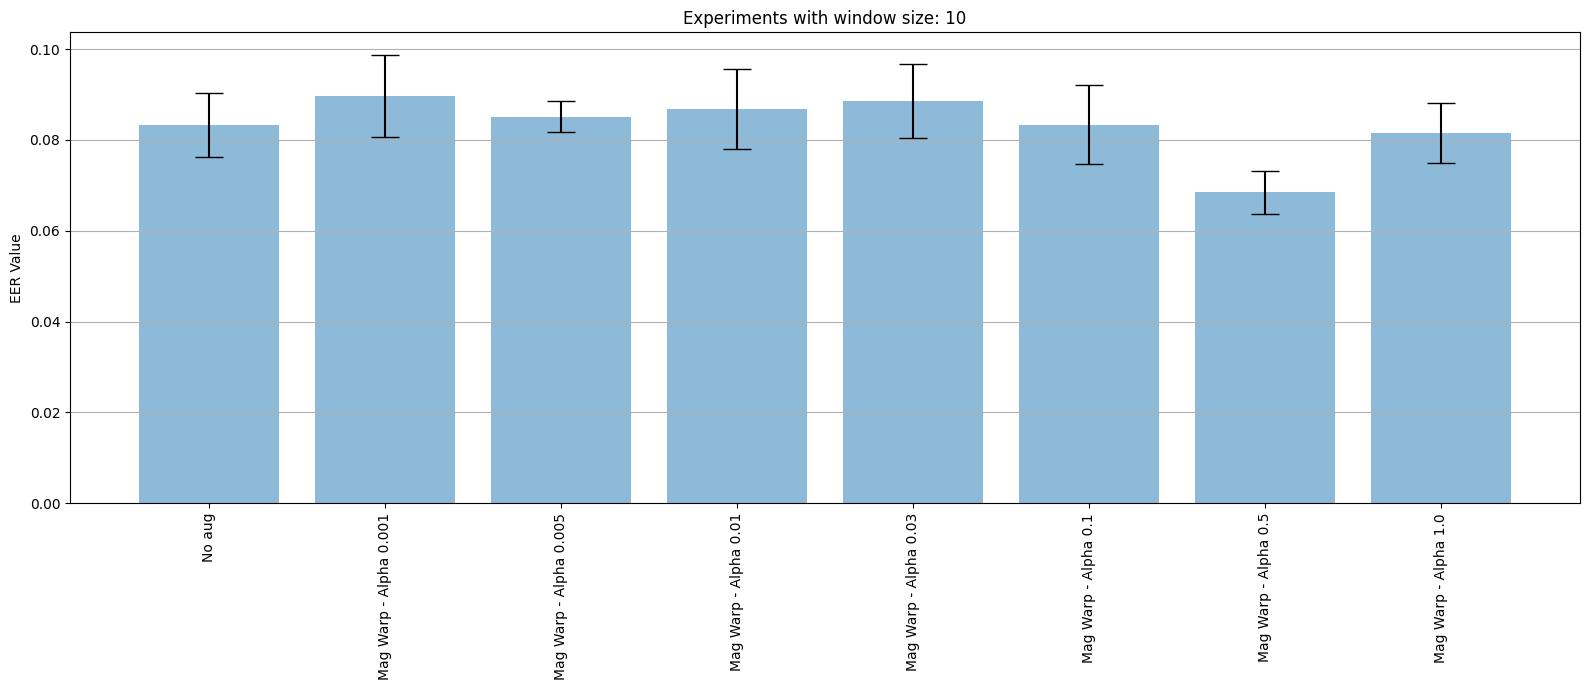 Experiments with window size: 10
0.10
0.08
0.06
0.04
0.02
0.00
EER Value
No aug
Mag Warp - Alpha 0.001
Mag Warp - Alpha 0.005
Mag Warp - Alpha 0.01
Mag Warp - Alpha 0.03
Mag Warp - Alpha 0.1
Mag Warp - Alpha 0.5
Mag Warp - Alpha 1.0